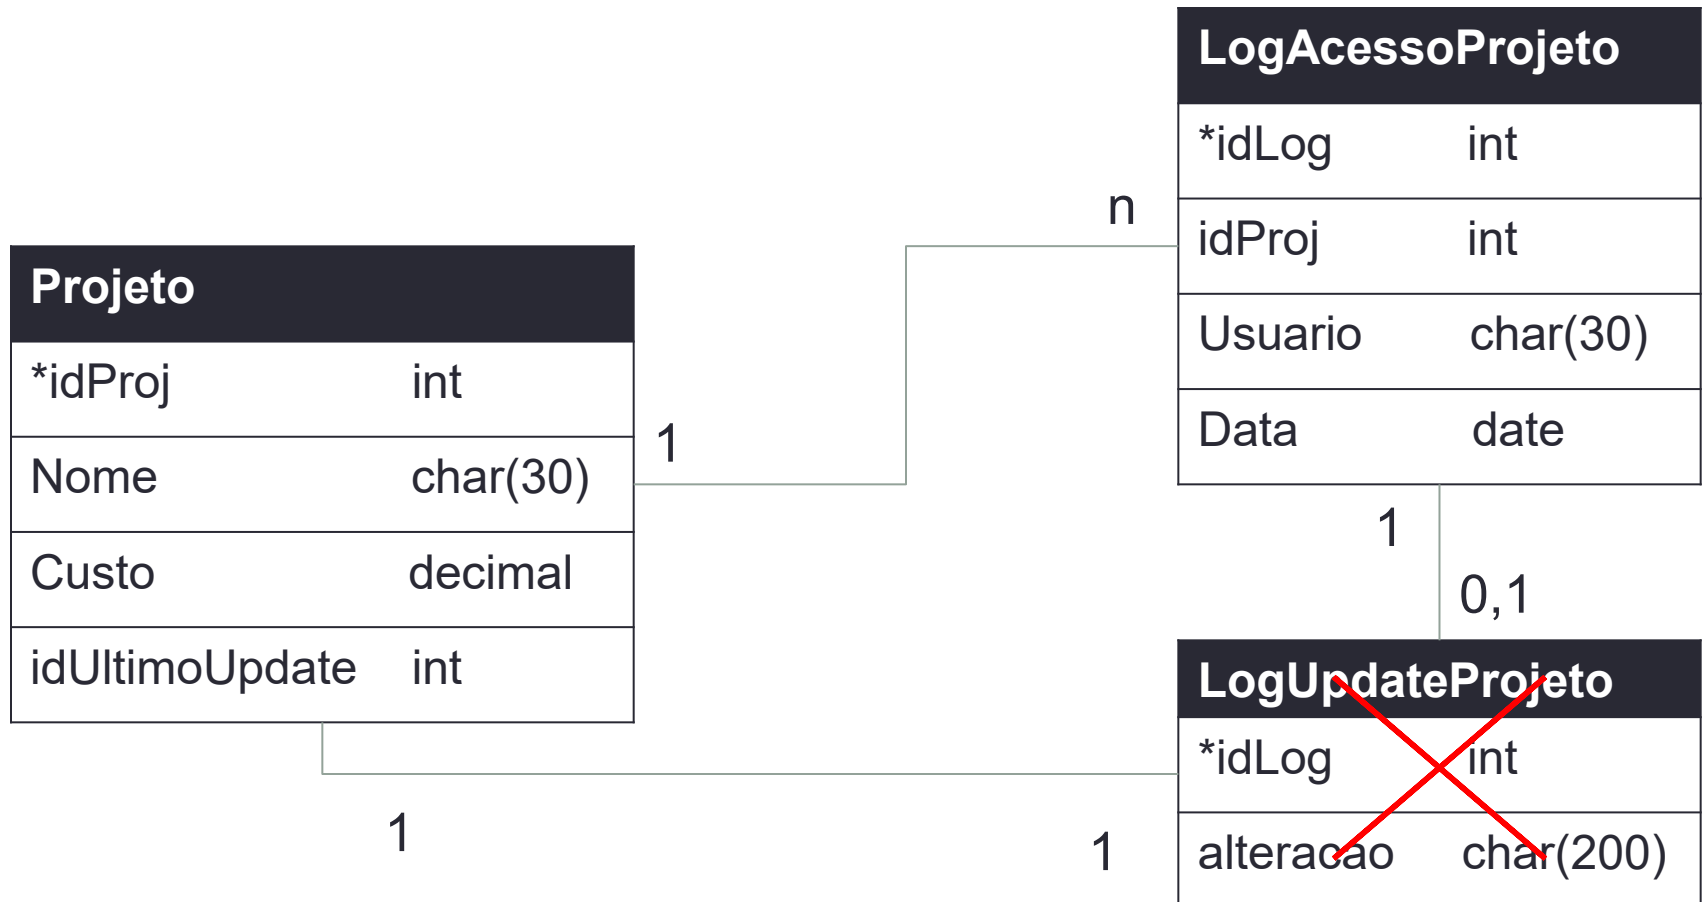 LogAcessoProjeto
*idLog int
idProj int
Usuario char(30)
Data date
n
Projeto
*idProj int
Nome char(30)
Custo decimal
idUltimoUpdate int
1
1
0,1
LogUpdateProjeto
*idLog int
alteracao char(200)
1
1